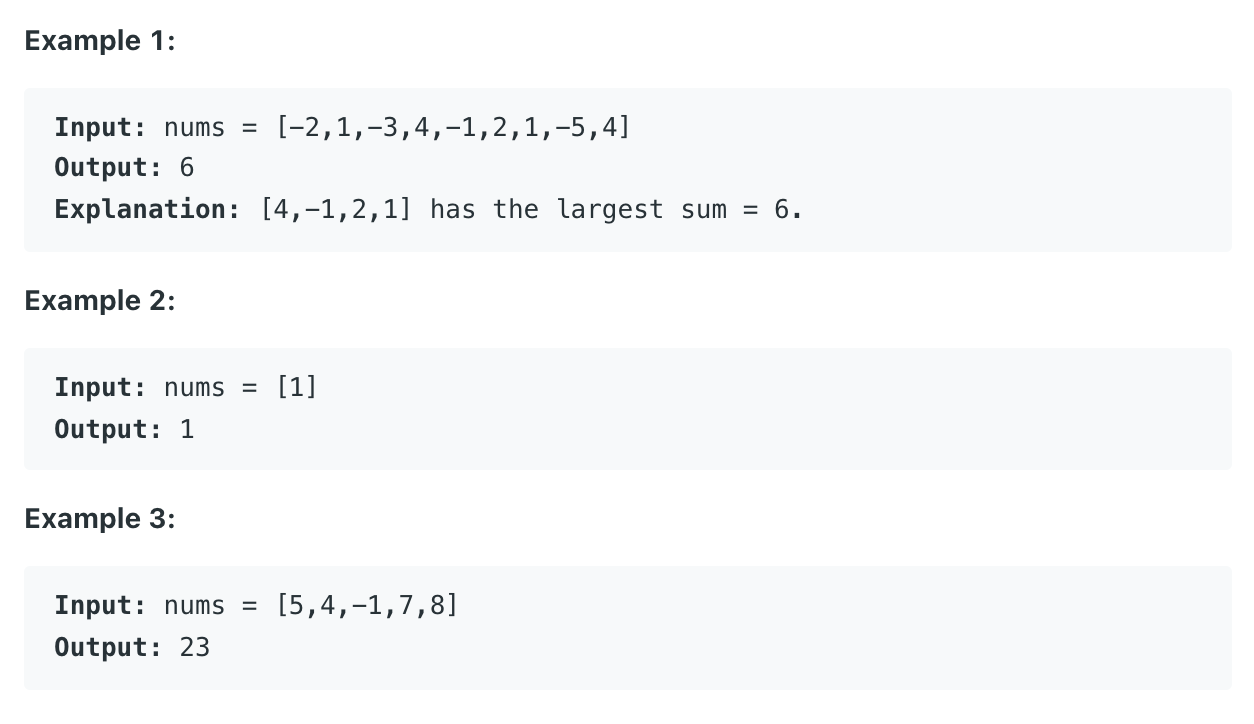 Example 1:
Input: nums = [-2,1,-3,4,-1,2,1,-5,4]
Output: 6
Explanation: [4,-1,2,1] has the largest sum = 6.
Example 2:
Input: nums = [1]
Output: 1
Example 3:
Input: nums = [5,4,-1,7,8]
Output: 23